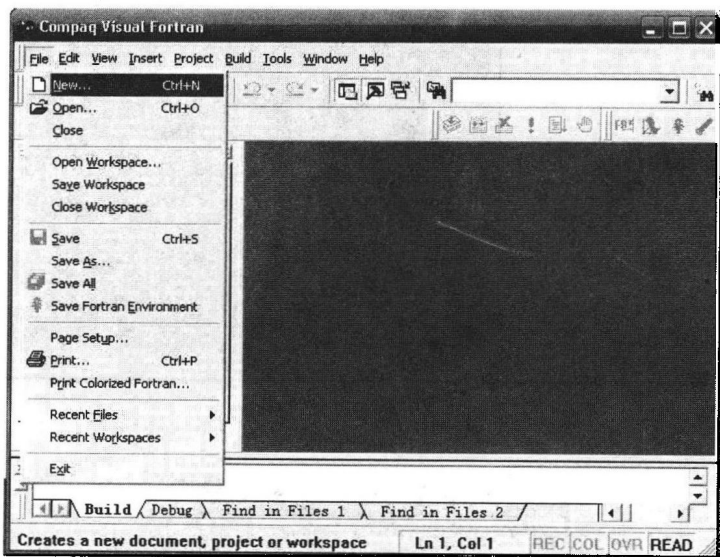 Compaq Visual Fortran
File Edit View Insert Project Build Tools Window Help
New... Ctrl+N
Open... Ctrl+O
Close
Open Workspace...
Save Workspace
Close Workspace
Save Ctrl+S
Save As...
Save All
Save Fortran Environment
Page Setup...
Print... Ctrl+P
Print Colorized Fortran...
Recent Files
Recent Workspaces
Exit
Build Debug Find in Files 1 Find in Files 2
Creates a new document, project or workspace Ln 1, Col 1 REC COL OVR READ